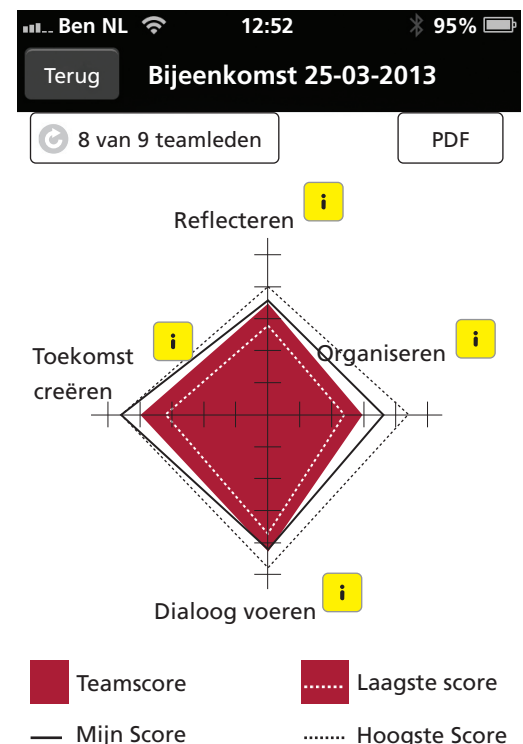 Ben NL 12:52 95%
Terug Bijeenkomst 25-03-2013
8 van 9 teamleden PDF
Reflecteren i
Toekomst creëren i
Organiseren i
Dialoog voeren i
Teamscore Laagste score
Mijn Score Hoogste Score